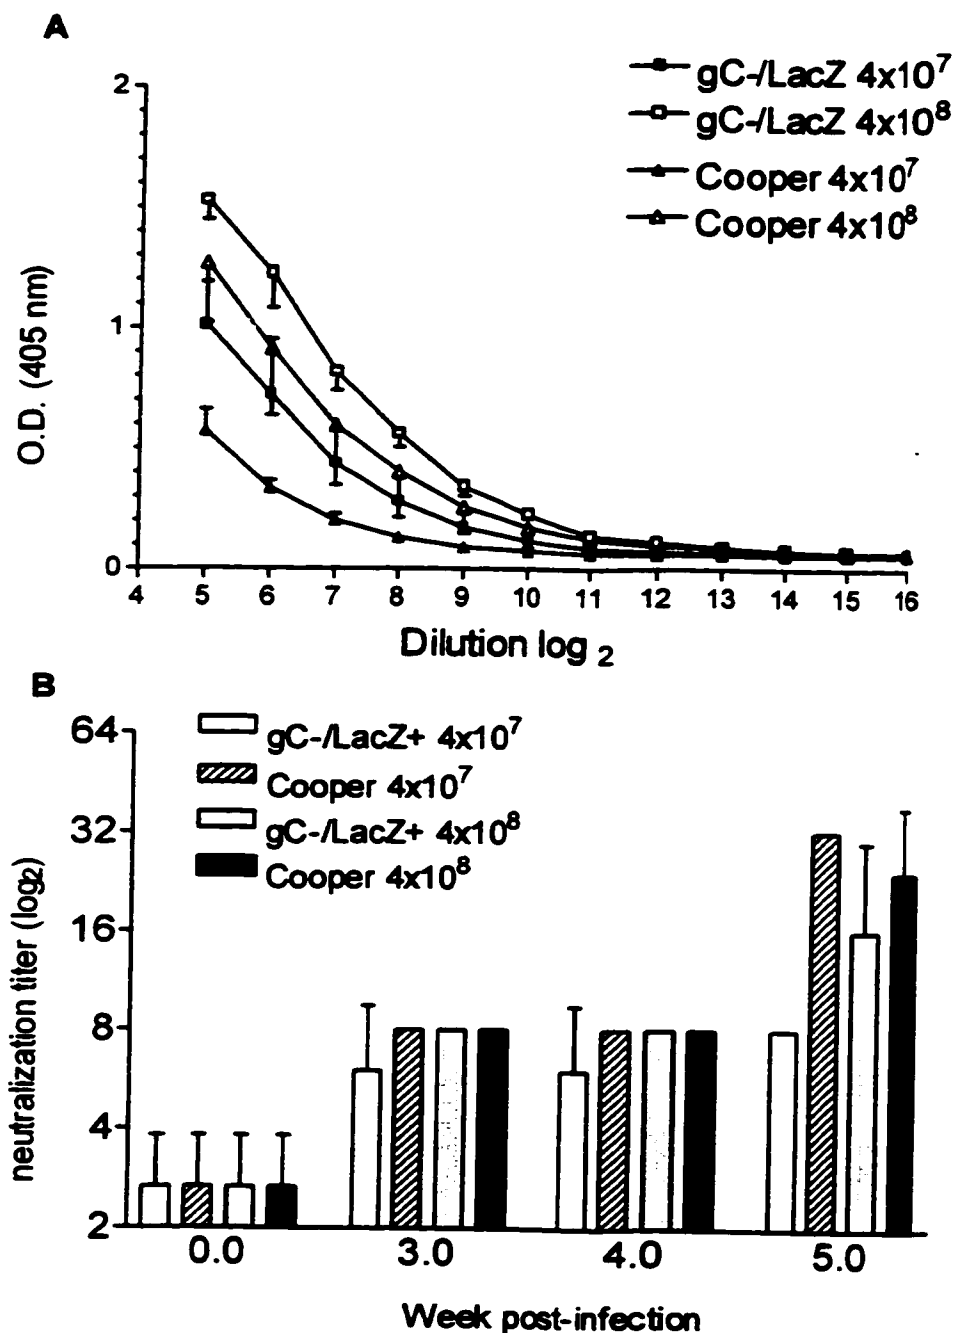 A
gC-/LacZ 4x10⁷
gC-/LacZ 4x10⁸
Cooper 4x10⁷
Cooper 4x10⁸
2
1
0
O.D. (405 nm)
4 5 6 7 8 9 10 11 12 13 14 15 16
Dilution log ₂
B
gC-/LacZ+ 4x10⁷
Cooper 4x10⁷
gC-/LacZ+ 4x10⁸
Cooper 4x10⁸
64
32
16
8
4
2
neutralization titer (log₂)
0.0 3.0 4.0 5.0
Week post-infection